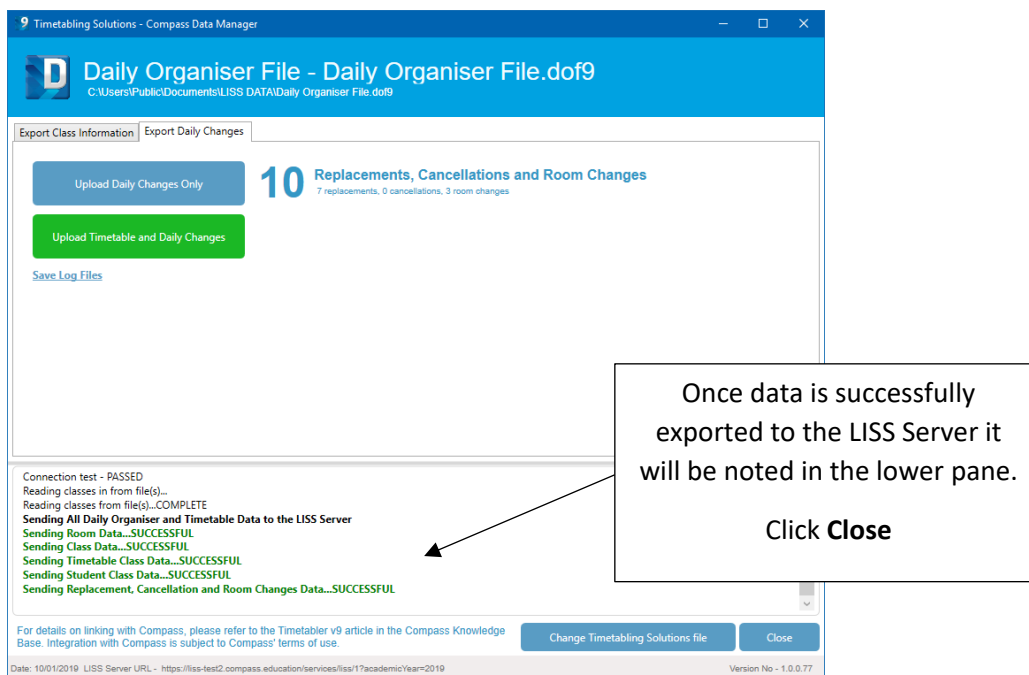 Timetabling Solutions - Compass Data Manager
Daily Organiser File - Daily Organiser File.dof9
C:\Users\Public\Documents\LISS DATA\Daily Organiser File.dof9
Export Class Information Export Daily Changes
Upload Daily Changes Only
10 Replacements, Cancellations and Room Changes
7 replacements, 0 cancellations, 3 room changes
Upload Timetable and Daily Changes
Save Log Files
Once data is successfully
exported to the LISS Server it
will be noted in the lower pane.
Click Close
Connection test - PASSED
Reading classes in from file(s)...
Reading classes from file(s)...COMPLETE
Sending All Daily Organiser and Timetable Data to the LISS Server
Sending Room Data...SUCCESSFUL
Sending Class Data...SUCCESSFUL
Sending Timetable Class Data...SUCCESSFUL
Sending Student Class Data...SUCCESSFUL
Sending Replacement, Cancellation and Room Changes Data...SUCCESSFUL
For details on linking with Compass, please refer to the Timetabler v9 article in the Compass Knowledge
Base. Integration with Compass is subject to Compass' terms of use.
Change Timetabling Solutions file
Close
Date: 10/01/2019 LISS Server URL - https://liss-test2.compass.education/services/liss/1?academicYear=2019
Version No - 1.0.0.77